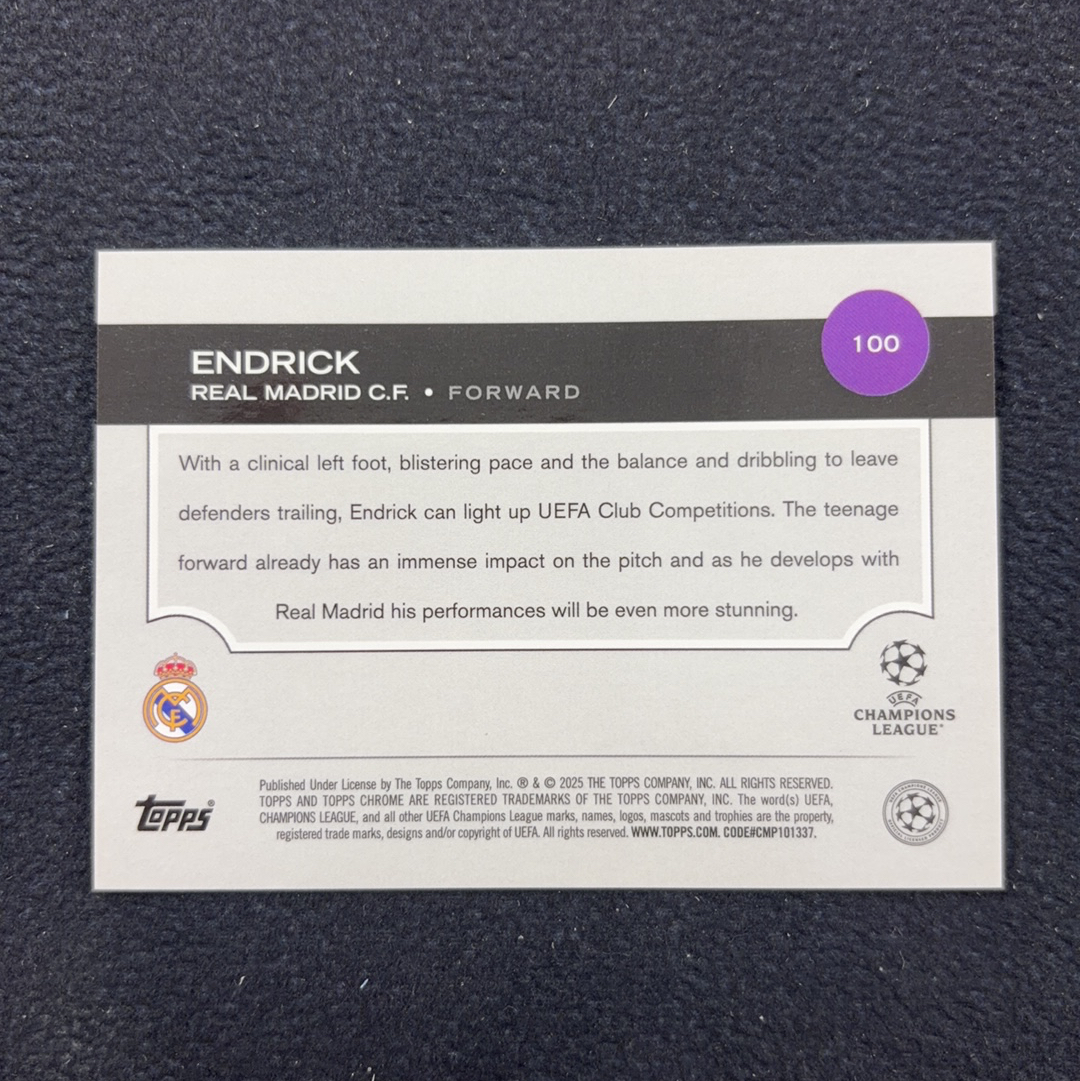 100
ENDRICK
REAL MADRID C.F. • FORWARD
With a clinical left foot, blistering pace and the balance and dribbling to leave
defenders trailing, Endrick can light up UEFA Club Competitions. The teenage
forward already has an immense impact on the pitch and as he develops with
Real Madrid his performances will be even more stunning.
UEFA
CHAMPIONS
LEAGUE®
Published Under License by The Topps Company, Inc. ® & © 2025 THE TOPPS COMPANY, INC. ALL RIGHTS RESERVED.
TOPPS AND TOPPS CHROME ARE REGISTERED TRADEMARKS OF THE TOPPS COMPANY, INC. The word(s) UEFA,
CHAMPIONS LEAGUE, and all other UEFA Champions League marks, names, logos, mascots and trophies are the property,
registered trade marks, designs and/or copyright of UEFA. All rights reserved. WWW.TOPPS.COM. CODE#CMP101337.
Topps®